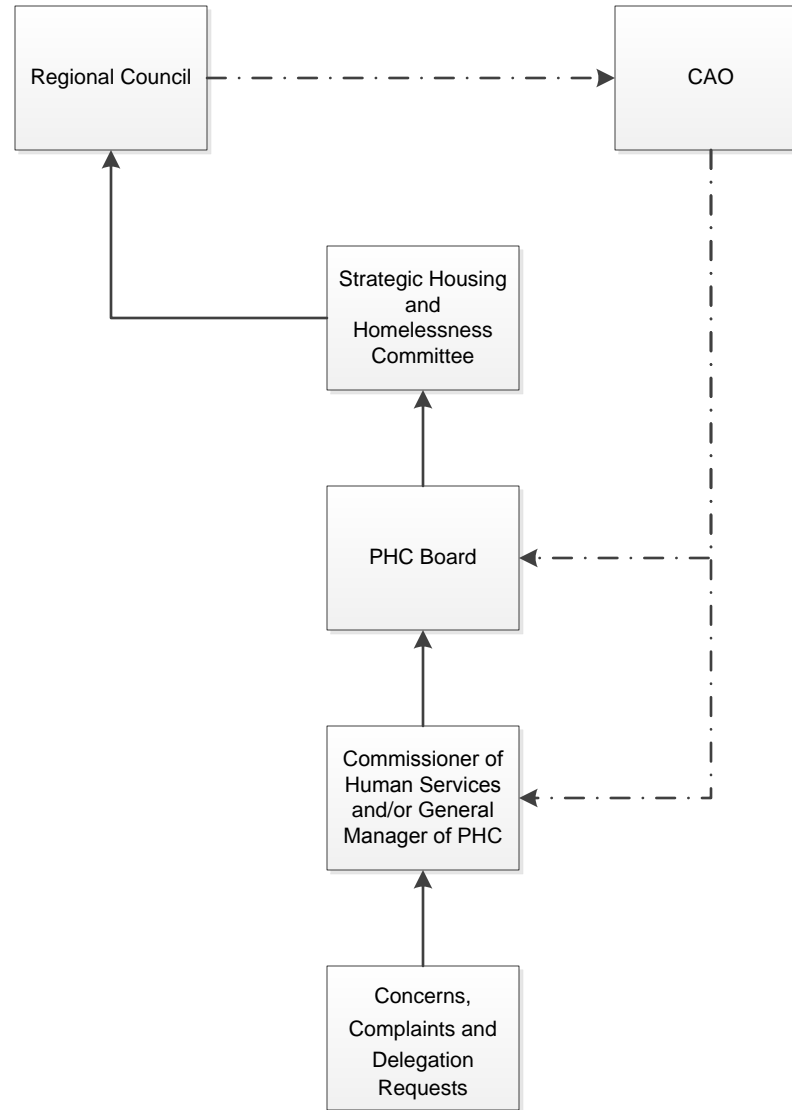 Regional Council
CAO
Strategic Housing
and
Homelessness
Committee
PHC Board
Commissioner of
Human Services
and/or General
Manager of PHC
Concerns,
Complaints and
Delegation
Requests